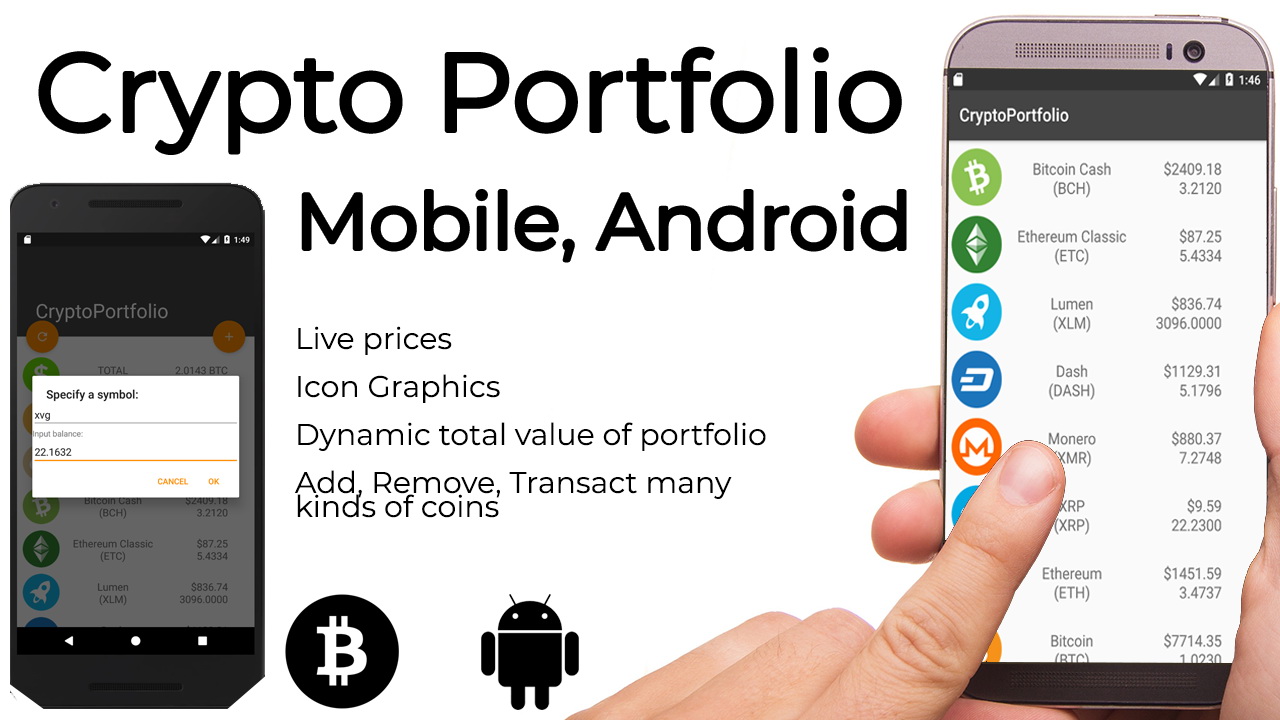 Crypto Portfolio
Mobile, Android
Live prices
Icon Graphics
Dynamic total value of portfolio
Add, Remove, Transact many
kinds of coins
1:49
CryptoPortfolio
TOTAL 2.0143 BTC
Specify a symbol:
xvg
Input balance:
22.1632
CANCEL OK
Bitcoin Cash $2409.18
(BCH) 3.2120
Ethereum Classic $87.25
(ETC) 5.4334
Lumen $836.74
(XLM) 3096.0000
1:46
CryptoPortfolio
Bitcoin Cash $2409.18
(BCH) 3.2120
Ethereum Classic $87.25
(ETC) 5.4334
Lumen $836.74
(XLM) 3096.0000
Dash $1129.31
(DASH) 5.1796
Monero $880.37
(XMR) 7.2748
XRP $9.59
(XRP) 22.2300
Ethereum $1451.59
(ETH) 3.4737
Bitcoin $7714.35
(BTC) 1.0230